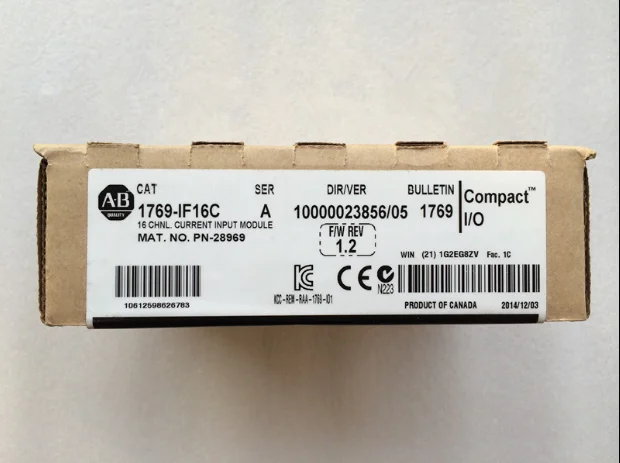 A-B
QUALITY
CAT SER DIR/VER BULLETIN
1769-IF16C A 10000023856/05 1769
16 CHNL. CURRENT INPUT MODULE
MAT. NO. PN-28969
F/W REV
1.2
Compact™
I/O
WIN (21) 1G2EG8ZV Fac. 1C
10612598626783
KCC-REM-RAA-1769-ID1
CE
N223
PRODUCT OF CANADA 2014/12/03